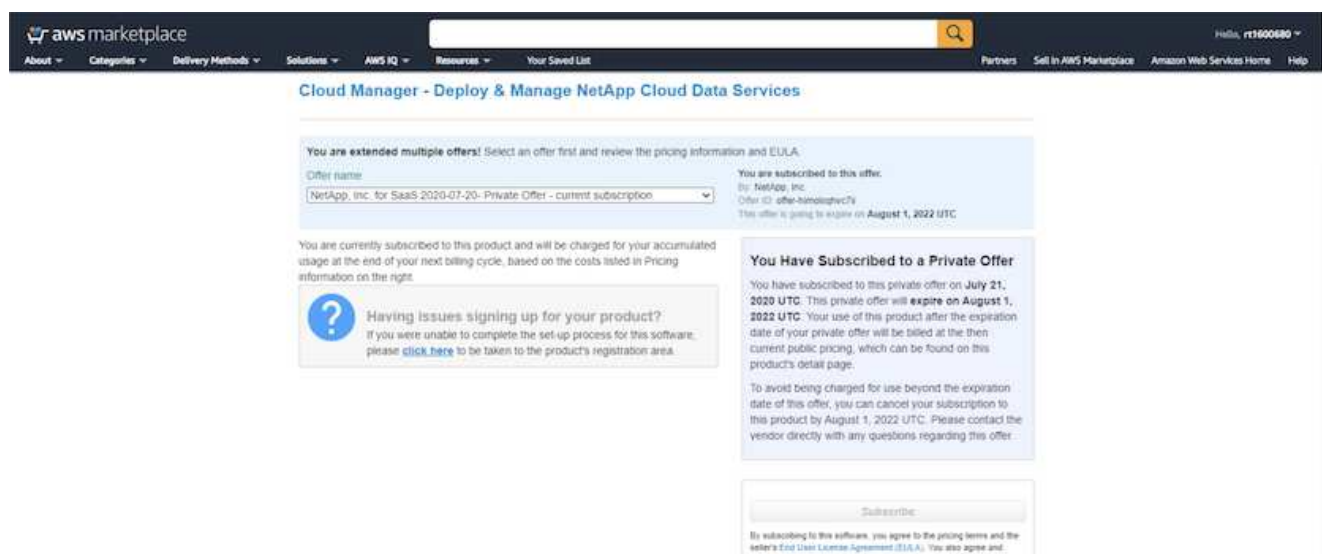 aws marketplace
Hello, rt1600680
About
Categories
Delivery Methods
Solutions
AWS IQ
Resources
Your Saved List
Partners
Sell in AWS Marketplace
Amazon Web Services Home
Help
Cloud Manager - Deploy & Manage NetApp Cloud Data Services
You are extended multiple offers! Select an offer first and review the pricing information and EULA.
Offer name
NetApp, Inc. for SaaS 2020-07-20- Private Offer - current subscription
You are subscribed to this offer.
By: NetApp, Inc.
Offer ID:
This offer is going to expire on August 1, 2022 UTC
You are currently subscribed to this product and will be charged for your accumulated
usage at the end of your next billing cycle, based on the costs listed in Pricing
information on the right.
Having issues signing up for your product?
If you were unable to complete the set-up process for this software,
please click here to be taken to the product's registration area.
You Have Subscribed to a Private Offer
You have subscribed to this private offer on July 21,
2020 UTC. This private offer will expire on August 1,
2022 UTC. Your use of this product after the expiration
date of your private offer will be billed at the then
current public pricing, which can be found on this
product's detail page.
To avoid being charged for use beyond the expiration
date of this offer, you can cancel your subscription to
this product by August 1, 2022 UTC. Please contact the
vendor directly with any questions regarding this offer.
Subscribe
By subscribing to this software, you agree to the pricing terms and the
seller's End User License Agreement (EULA). You also agree and